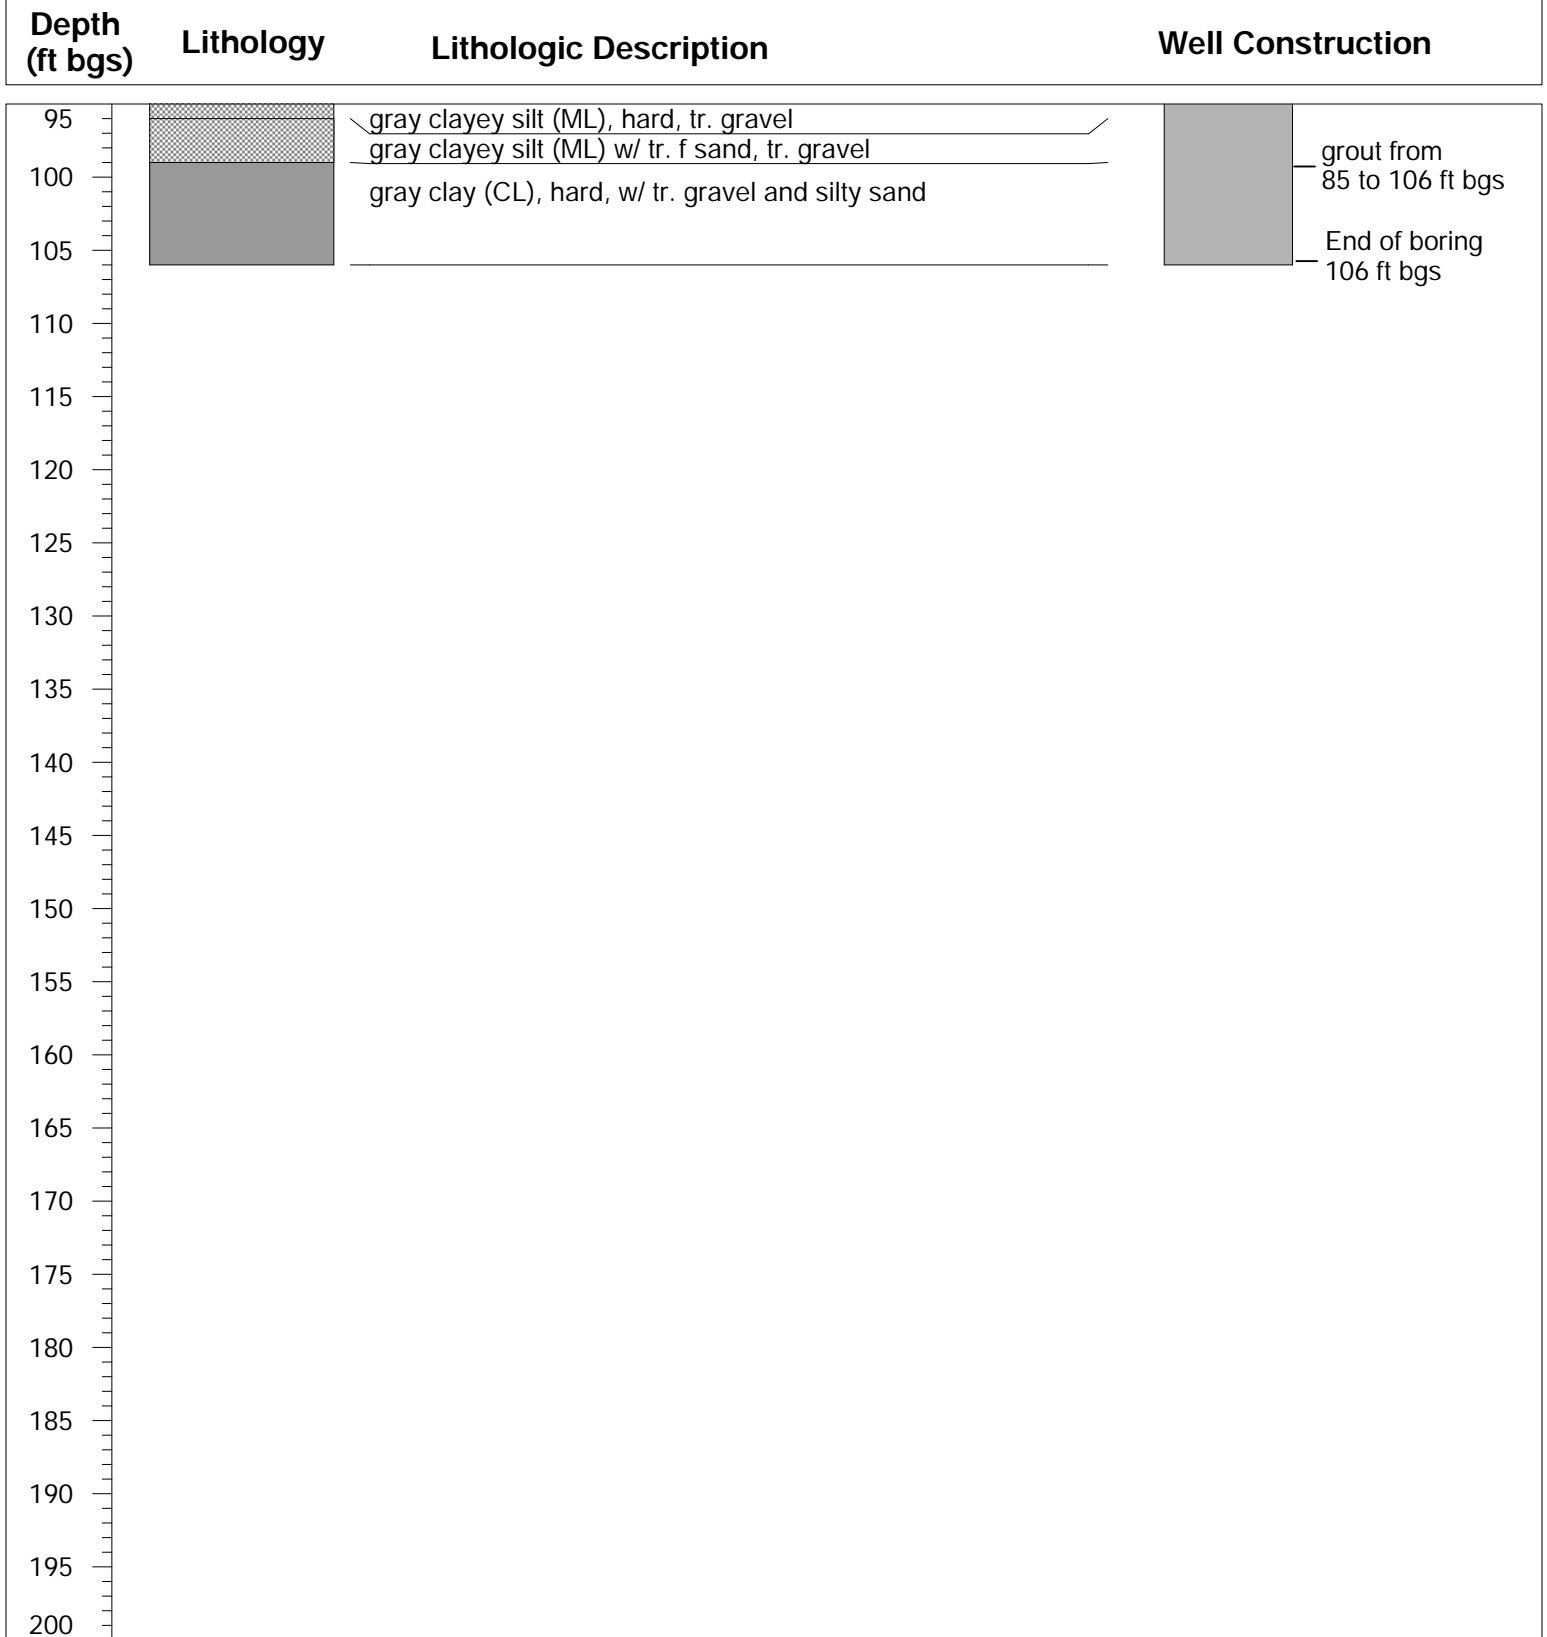 Depth
(ft bgs)
Lithology
Lithologic Description
Well Construction
95
gray clayey silt (ML), hard, tr. gravel
gray clayey silt (ML) w/ tr. f sand, tr. gravel
grout from
85 to 106 ft bgs
100
gray clay (CL), hard, w/ tr. gravel and silty sand
105
End of boring
106 ft bgs
110
115
120
125
130
135
140
145
150
155
160
165
170
175
180
185
190
195
200